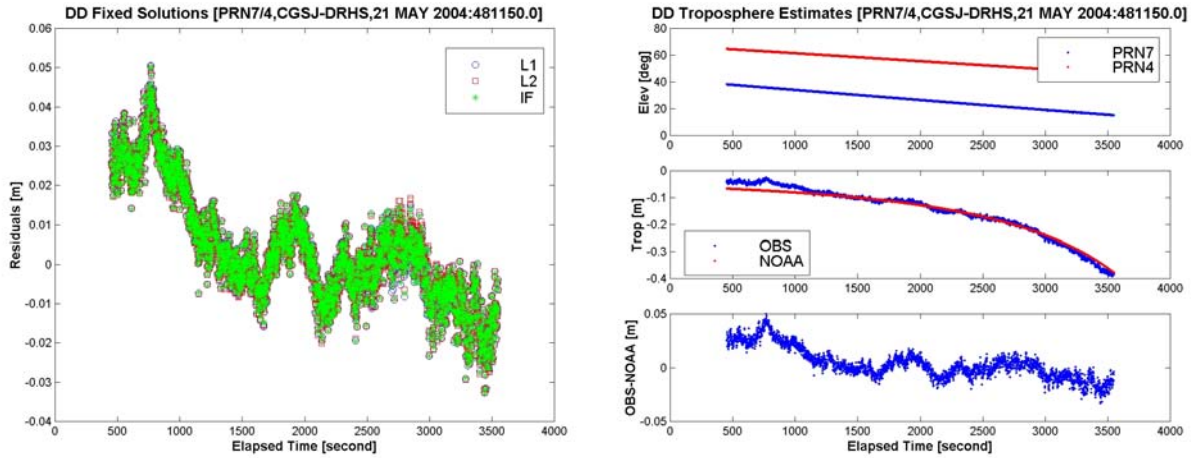 DD Fixed Solutions [PRN7/4,CGSJ-DRHS,21 MAY 2004:481150.0]
0.06
0.05
0.04
0.03
0.02
0.01
0
-0.01
-0.02
-0.03
-0.04
Residuals [m]
L1
L2
IF
0 500 1000 1500 2000 2500 3000 3500 4000
Elapsed Time [second]
DD Troposphere Estimates [PRN7/4,CGSJ-DRHS,21 MAY 2004:481150.0]
80
60
40
20
0
Elev [deg]
PRN7
PRN4
0 500 1000 1500 2000 2500 3000 3500 4000
0
-0.1
-0.2
-0.3
-0.4
Trop [m]
OBS
NOAA
0 500 1000 1500 2000 2500 3000 3500 4000
0.05
0
-0.05
OBS-NOAA [m]
0 500 1000 1500 2000 2500 3000 3500 4000
Elapsed Time [second]